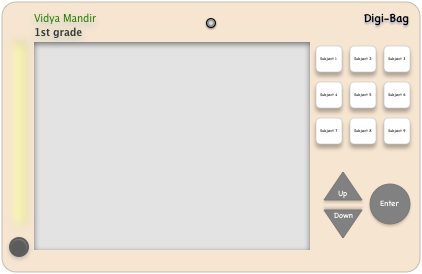 Vidya Mandir
1st grade
Digi-Bag
Subject 1
Subject 2
Subject 3
Subject 4
Subject 5
Subject 6
Subject 7
Subject 8
Subject 9
Up
Down
Enter